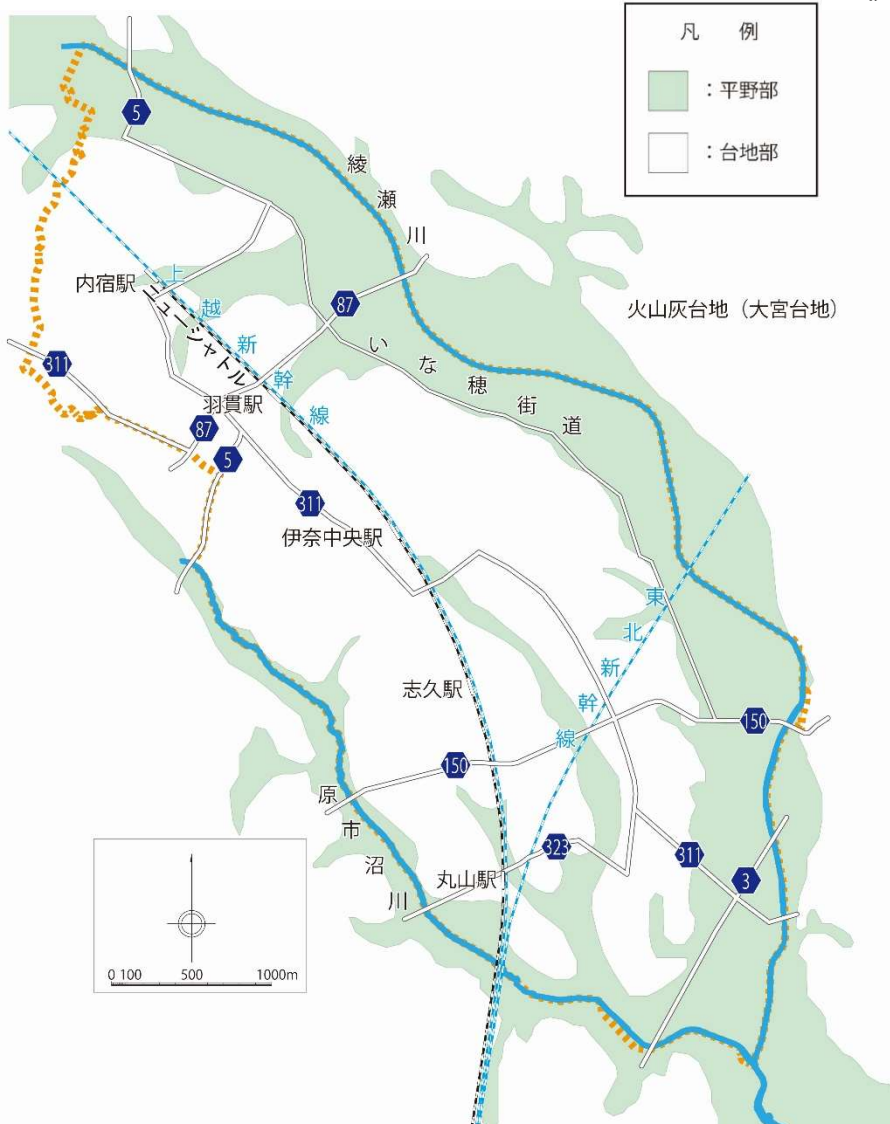 凡 例
：平野部
：台地部
5
綾瀬川
内宿駅
上越新幹線
ニューシャトル
87
火山灰台地（大宮台地）
いな穂街道
311
羽貫駅
87
5
311
伊奈中央駅
東北新幹線
志久駅
150
150
原市沼川
323
丸山駅
311
3
0 100 500 1000m